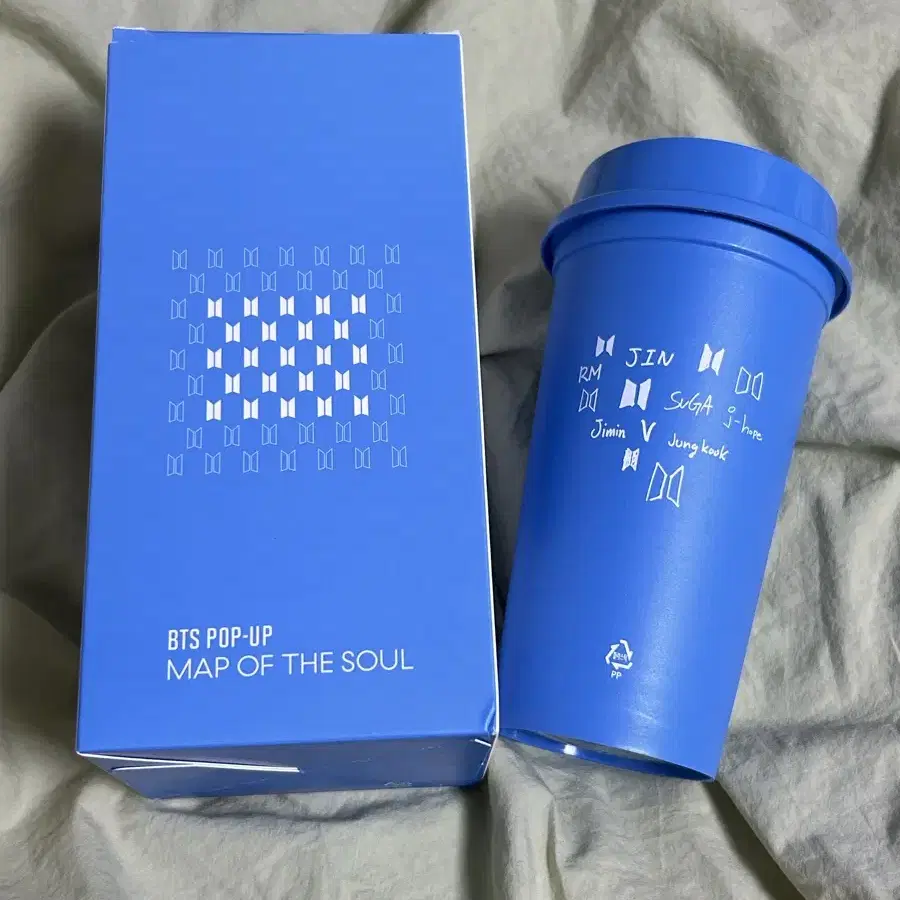 BTS POP-UP
MAP OF THE SOUL
JIN
RM
SUGA j-hope
Jimin V Jung kook
PP